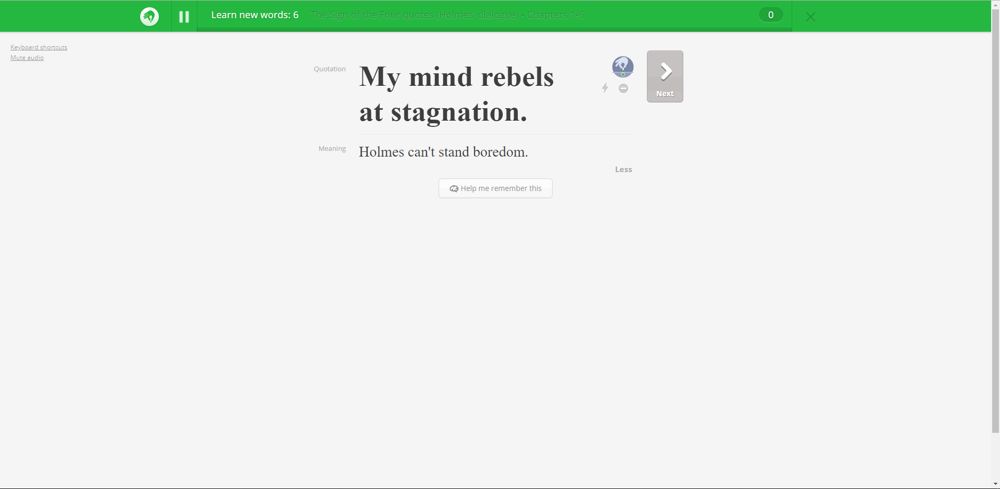 Learn new words: 6 The Sign of the Four quotes (Holmes' dialogue) - Chapters 1-6 0
Keyboard shortcuts
Mute audio
Quotation
My mind rebels
at stagnation.
Next
Meaning
Holmes can't stand boredom.
Less
Help me remember this